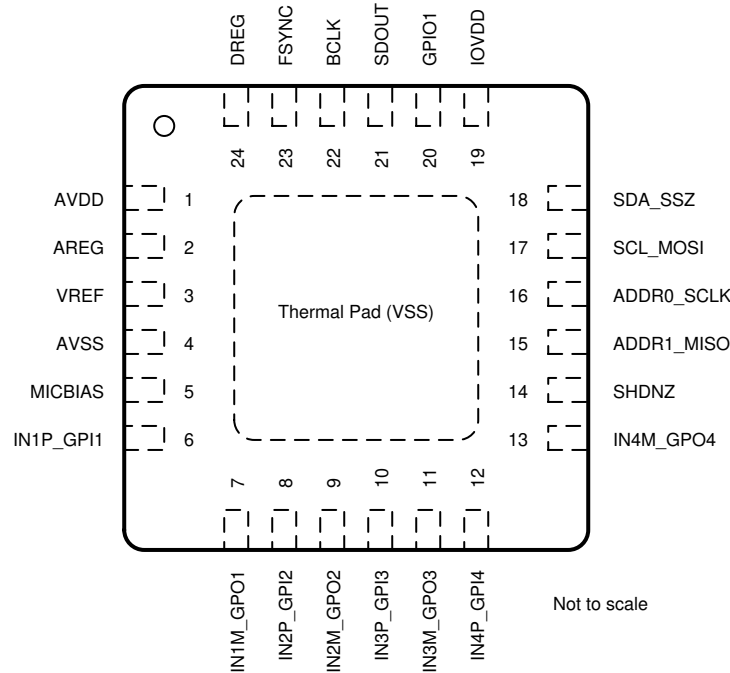 DREG
FSYNC
BCLK
SDOUT
GPIO1
IOVDD
24
23
22
21
20
19
AVDD 1 18 SDA_SSZ
AREG 2 17 SCL_MOSI
VREF 3 16 ADDR0_SCLK
Thermal Pad (VSS)
AVSS 4 15 ADDR1_MISO
MICBIAS 5 14 SHDNZ
IN1P_GPI1 6 13 IN4M_GPO4
7
8
9
10
11
12
IN1M_GPO1
IN2P_GPI2
IN2M_GPO2
IN3P_GPI3
IN3M_GPO3
IN4P_GPI4
Not to scale